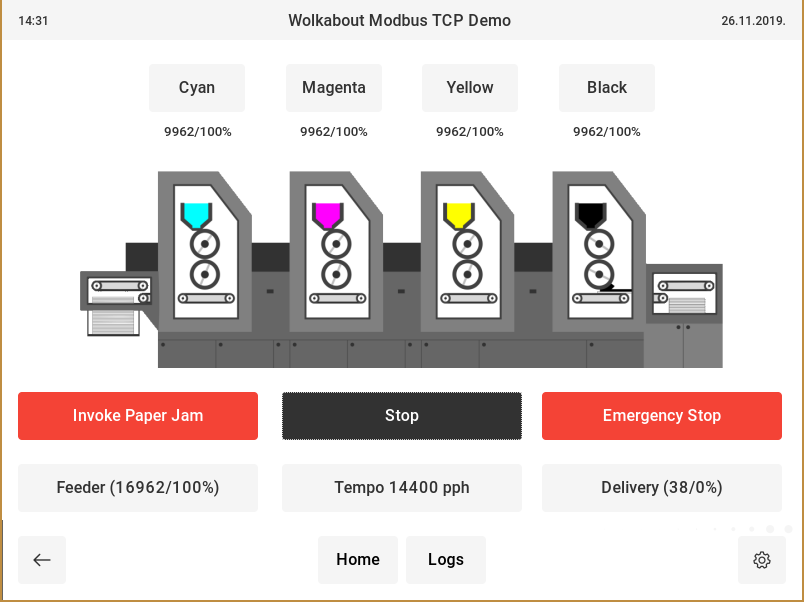 14:31 Wolkabout Modbus TCP Demo 26.11.2019.
Cyan Magenta Yellow Black
9962/100% 9962/100% 9962/100% 9962/100%
Invoke Paper Jam Stop Emergency Stop
Feeder (16962/100%) Tempo 14400 pph Delivery (38/0%)
Home Logs